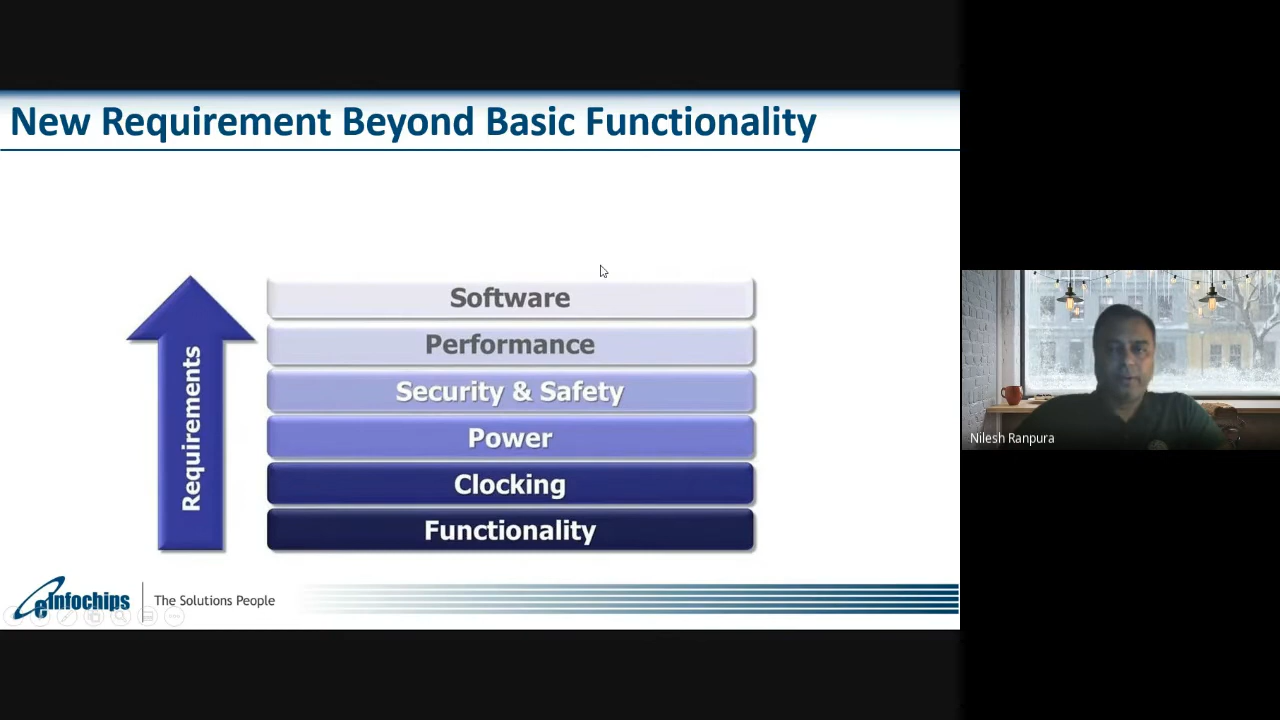 New Requirement Beyond Basic Functionality
Software
Performance
Security & Safety
Power
Clocking
Functionality
Requirements
eInfochips
The Solutions People
Nilesh Ranpura